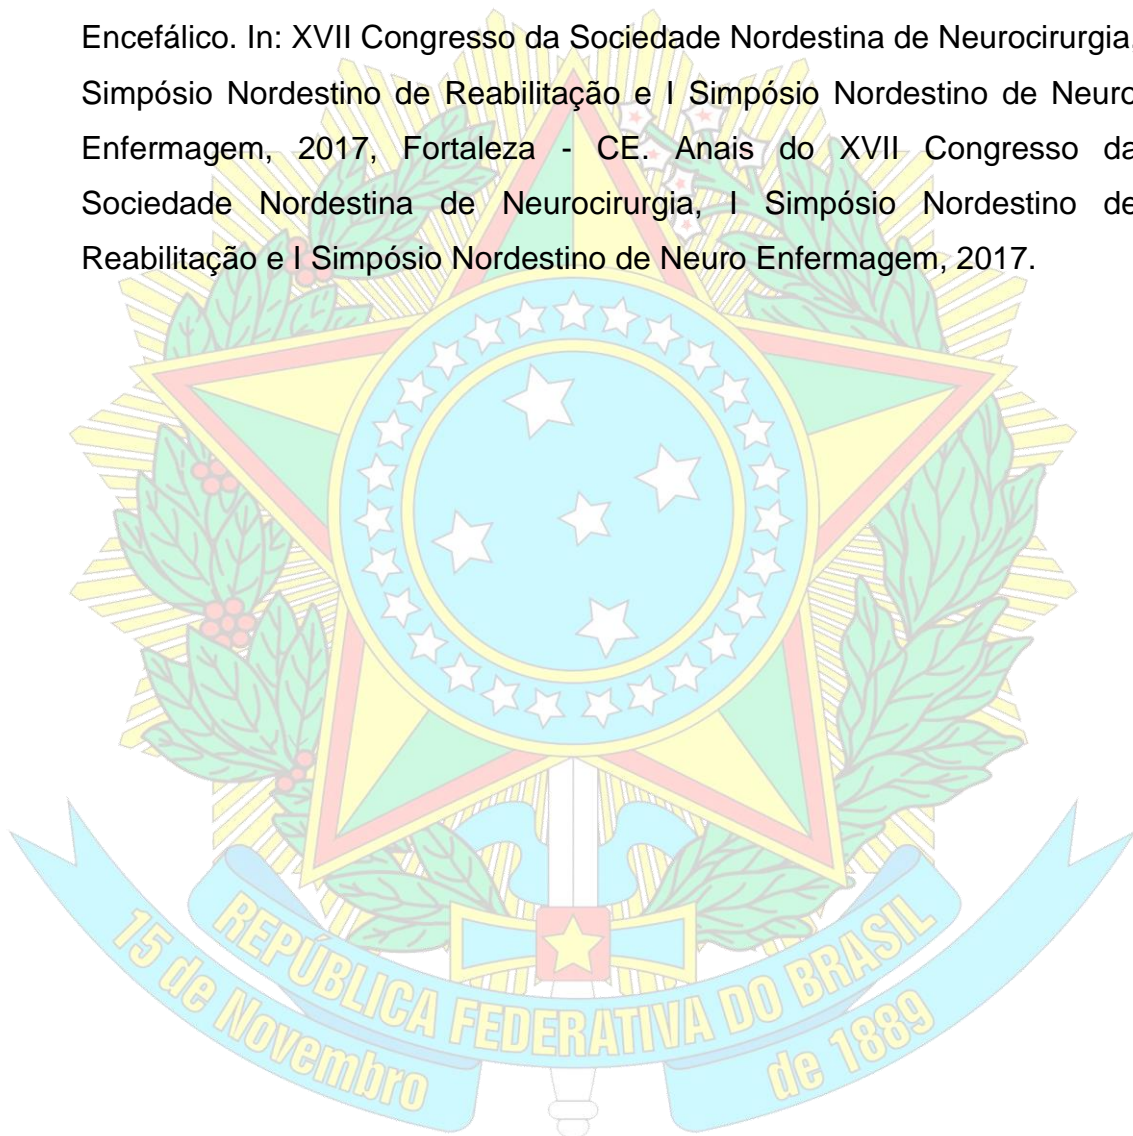 Encefálico. In: XVII Congresso da Sociedade Nordestina de Neurocirurgia,
Simpósio Nordestino de Reabilitação e I Simpósio Nordestino de Neuro
Enfermagem, 2017, Fortaleza - CE. Anais do XVII Congresso da
Sociedade Nordestina de Neurocirurgia, I Simpósio Nordestino de
Reabilitação e I Simpósio Nordestino de Neuro Enfermagem, 2017.
REPÚBLICA FEDERATIVA DO BRASIL
15 de Novembro
de 1889